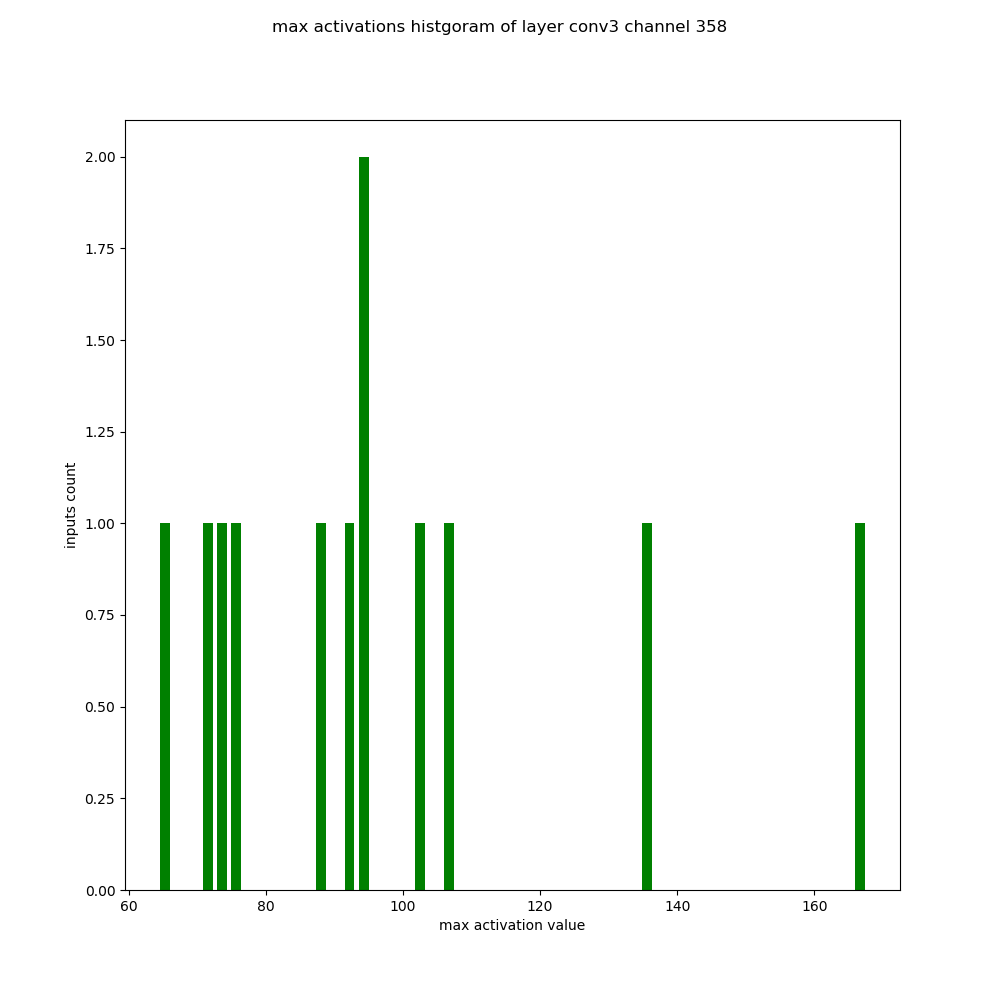 max activations histgoram of layer conv3 channel 358
2.00
1.75
1.50
1.25
1.00
0.75
0.50
0.25
0.00
inputs count
60 80 100 120 140 160
max activation value